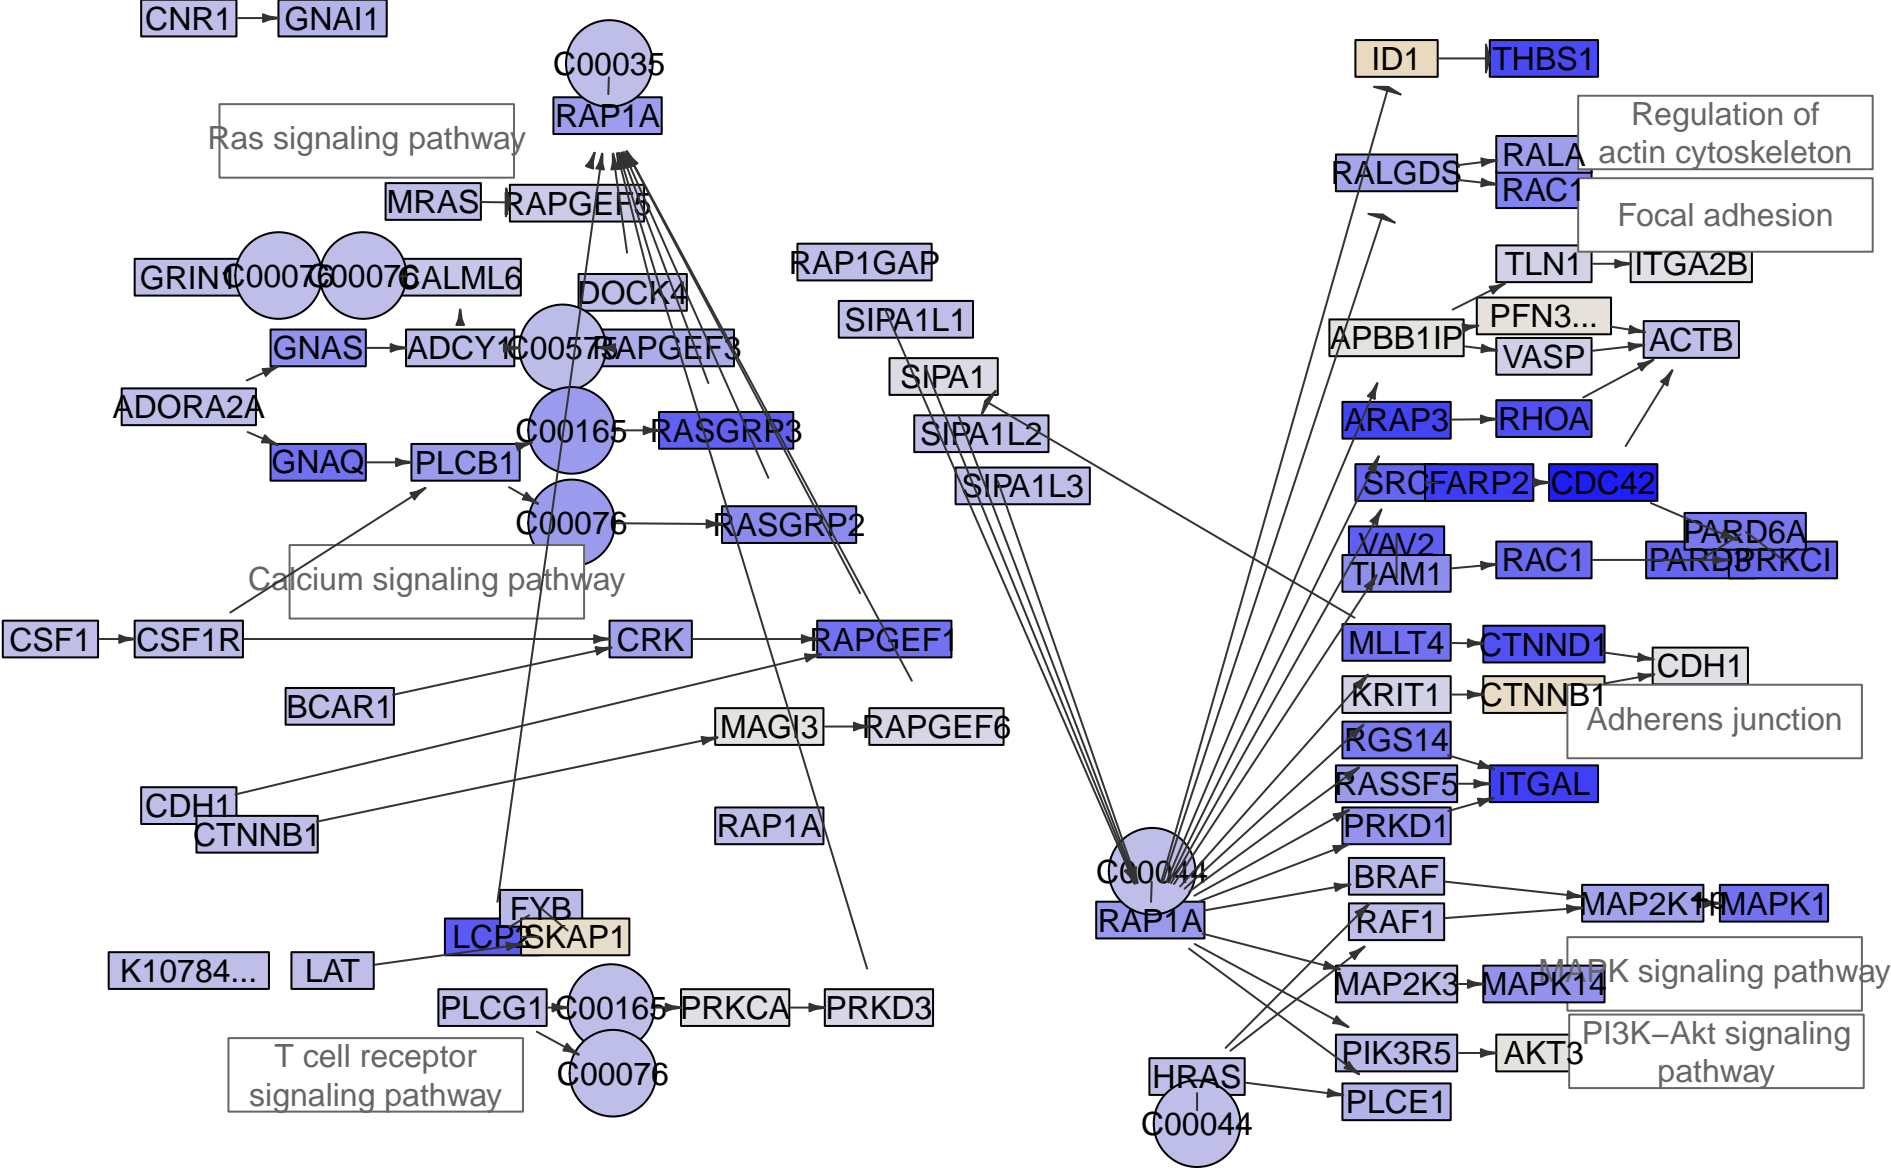 CNR1
GNAI1
C00035
RAP1A
Ras signaling pathway
MRAS
RAPGEF5
GRIN1
C00076
C00076
CALML6
DOCK4
GNAS
ADCY1
C00575
RAPGEF3
ADORA2A
C00165
RASGRP3
GNAQ
PLCB1
C00076
RASGRP2
Calcium signaling pathway
CSF1
CSF1R
CRK
RAPGEF1
BCAR1
MAGI3
RAPGEF6
CDH1
CTNNB1
RAP1A
FYB
LCP2
SKAP1
K10784...
LAT
PLCG1
C00165
PRKCA
PRKD3
T cell receptor
signaling pathway
C00076
RAP1GAP
SIPA1L1
SIPA1
SIPA1L2
SIPA1L3
C00044
RAP1A
HRAS
C00044
ID1
THBS1
Regulation of
actin cytoskeleton
RALGDS
RALA
RAC1
Focal adhesion
TLN1
ITGA2B
APBB1IP
PFN3...
VASP
ACTB
ARAP3
RHOA
SRC
FARP2
CDC42
VAV2
TIAM1
RAC1
PARD6A
PARD3
PRKCI
MLLT4
CTNND1
CDH1
KRIT1
CTNNB1
Adherens junction
RGS14
RASSF5
ITGAL
PRKD1
BRAF
RAF1
MAP2K1
+p
MAPK1
MAP2K3
MAPK14
MAPK signaling pathway
PIK3R5
AKT3
PI3K−Akt signaling
pathway
PLCE1